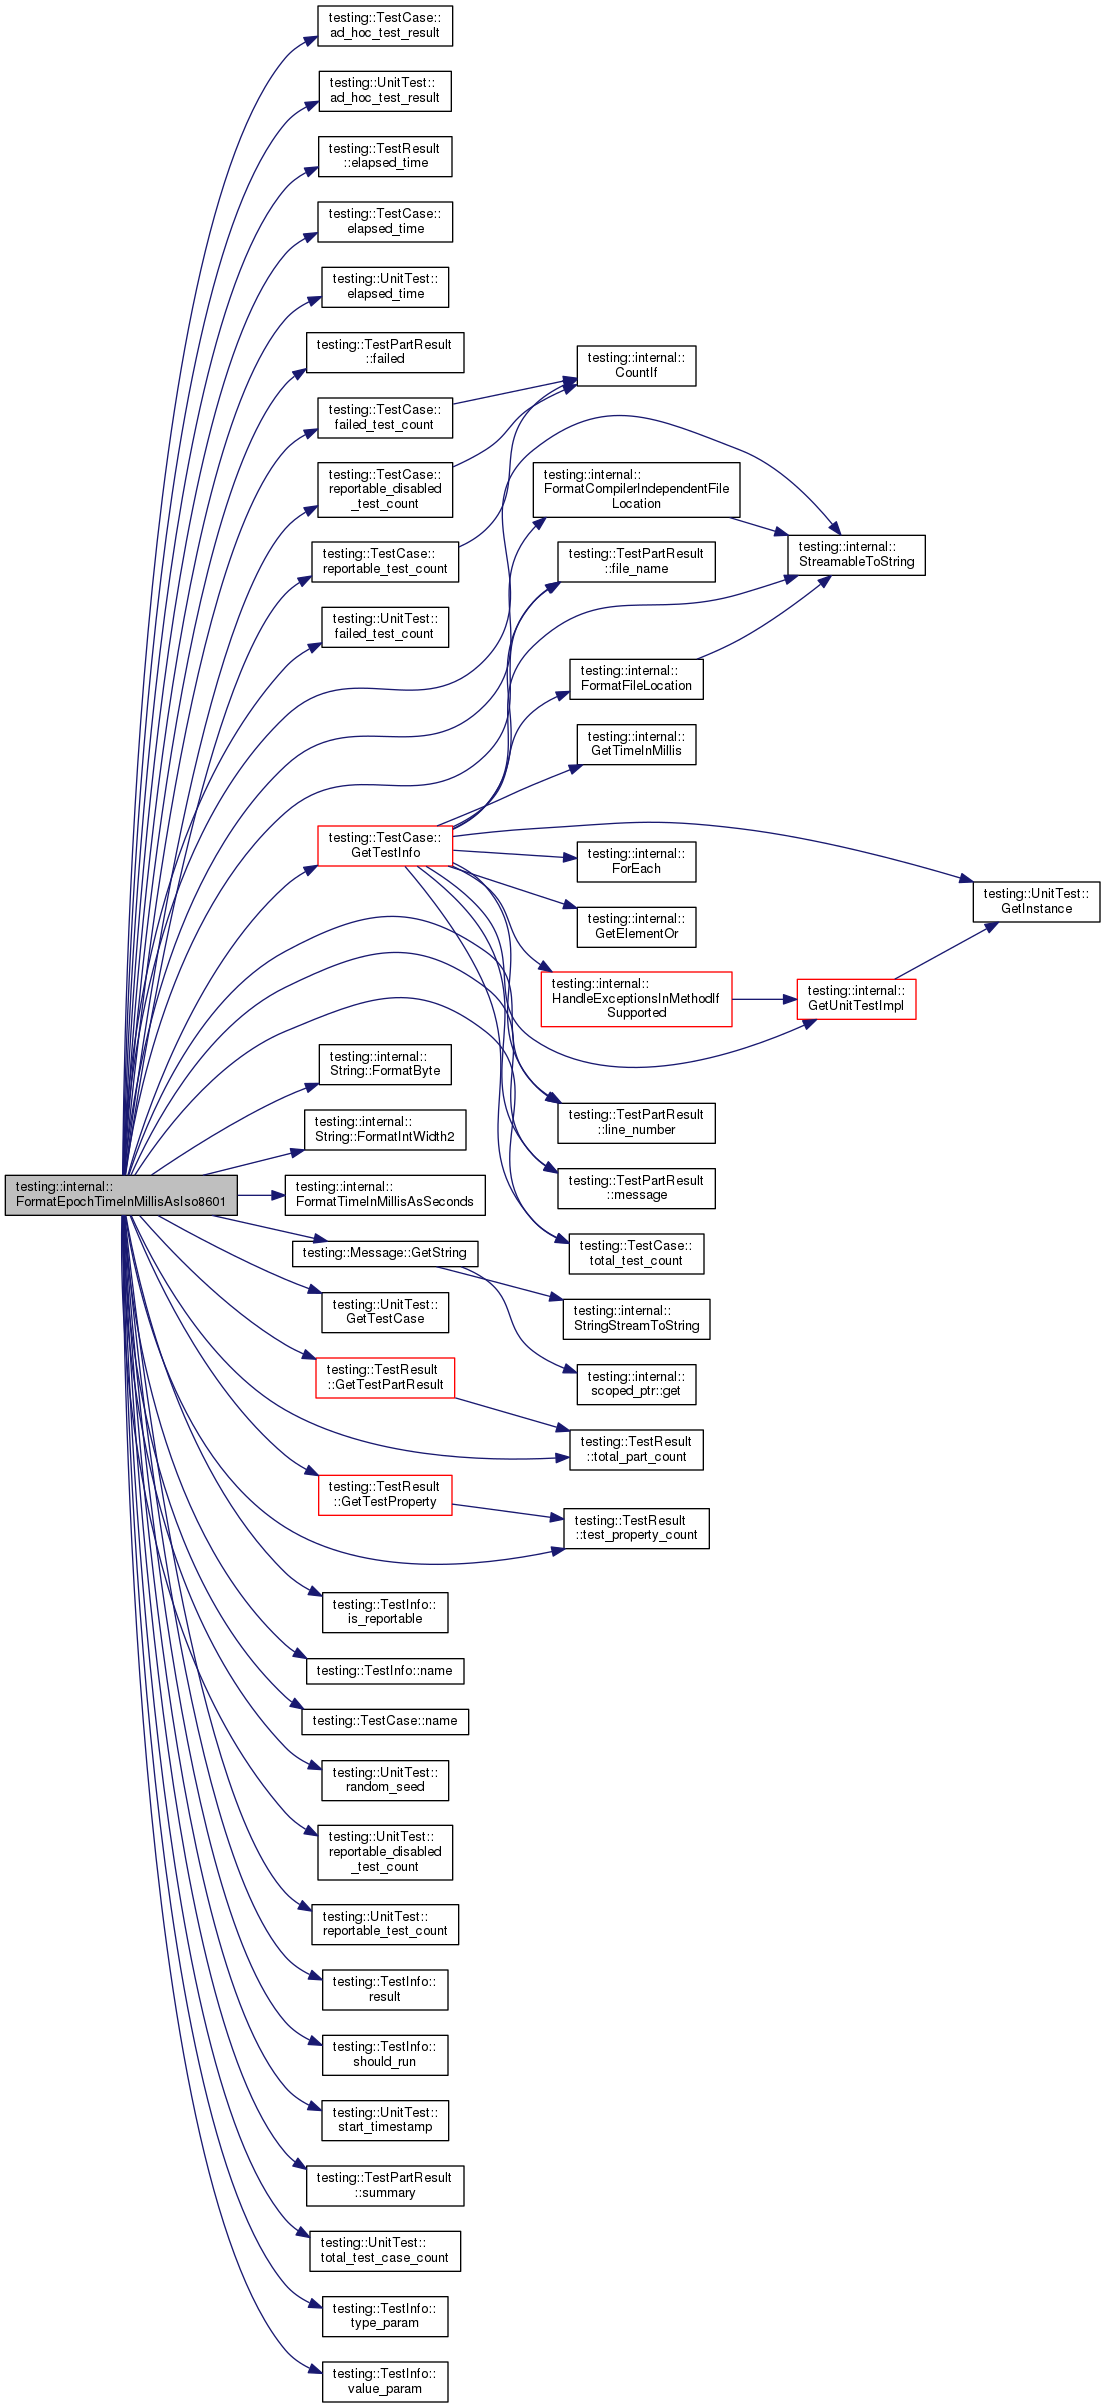 testing::TestCase::
ad_hoc_test_result
testing::UnitTest::
ad_hoc_test_result
testing::TestResult
::elapsed_time
testing::TestCase::
elapsed_time
testing::UnitTest::
elapsed_time
testing::TestPartResult
::failed
testing::internal::
CountIf
testing::TestCase::
failed_test_count
testing::TestCase::
reportable_disabled
_test_count
testing::internal::
FormatCompilerIndependentFile
Location
testing::internal::
StreamableToString
testing::TestCase::
reportable_test_count
testing::TestPartResult
::file_name
testing::UnitTest::
failed_test_count
testing::internal::
FormatFileLocation
testing::internal::
GetTimeInMillis
testing::TestCase::
GetTestInfo
testing::internal::
ForEach
testing::UnitTest::
GetInstance
testing::internal::
GetElementOr
testing::internal::
HandleExceptionsInMethodIf
Supported
testing::internal::
GetUnitTestImpl
testing::internal::
String::FormatByte
testing::internal::
String::FormatIntWidth2
testing::TestPartResult
::line_number
testing::internal::
FormatEpochTimeInMillisAsIso8601
testing::internal::
FormatTimeInMillisAsSeconds
testing::TestPartResult
::message
testing::Message::GetString
testing::TestCase::
total_test_count
testing::UnitTest::
GetTestCase
testing::internal::
StringStreamToString
testing::TestResult
::GetTestPartResult
testing::internal::
scoped_ptr::get
testing::TestResult
::total_part_count
testing::TestResult
::GetTestProperty
testing::TestResult
::test_property_count
testing::TestInfo::
is_reportable
testing::TestInfo::name
testing::TestCase::name
testing::UnitTest::
random_seed
testing::UnitTest::
reportable_disabled
_test_count
testing::UnitTest::
reportable_test_count
testing::TestInfo::
result
testing::TestInfo::
should_run
testing::UnitTest::
start_timestamp
testing::TestPartResult
::summary
testing::UnitTest::
total_test_case_count
testing::TestInfo::
type_param
testing::TestInfo::
value_param